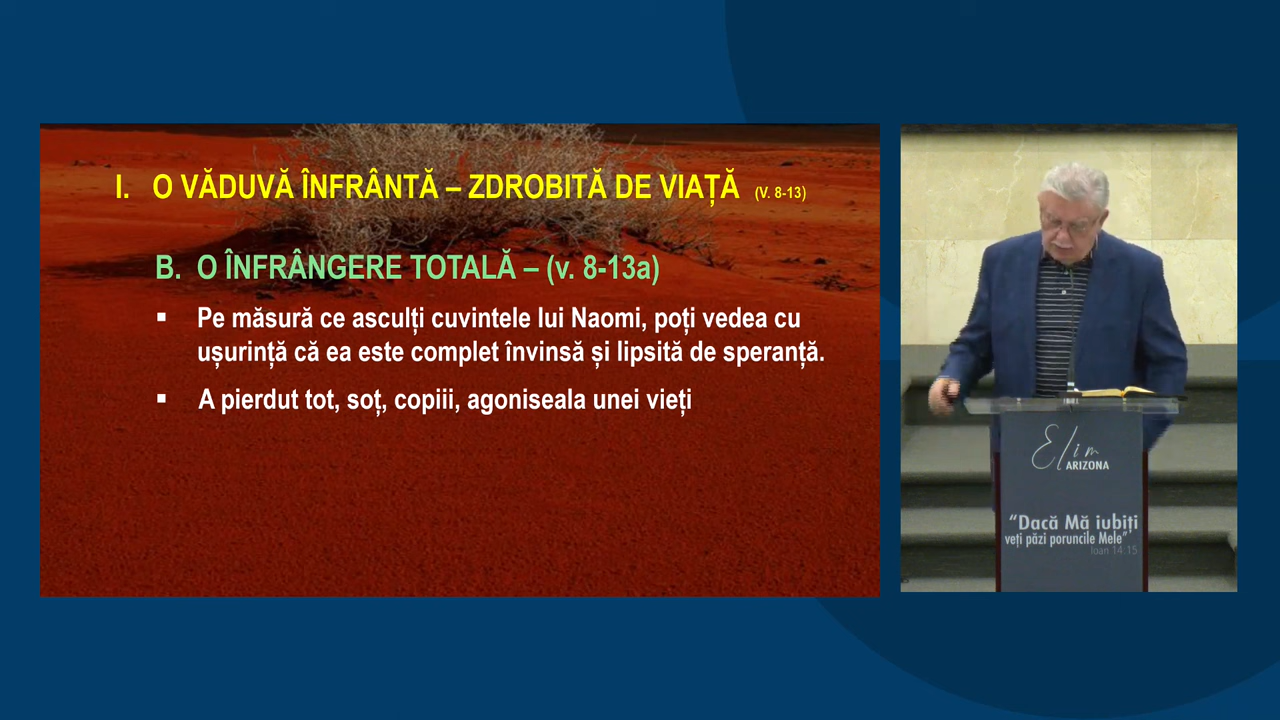 I. O VĂDUVĂ ÎNFRÂNTĂ – ZDROBITĂ DE VIAȚĂ (V. 8-13)
B. O ÎNFRÂNGERE TOTALĂ – (v. 8-13a)
▪ Pe măsură ce asculți cuvintele lui Naomi, poți vedea cu
ușurință că ea este complet învinsă și lipsită de speranță.
▪ A pierdut tot, soț, copiii, agoniseala unei vieți
Elim
ARIZONA
“Dacă Mă iubiți
veți păzi poruncile Mele”
Ioan 14:15